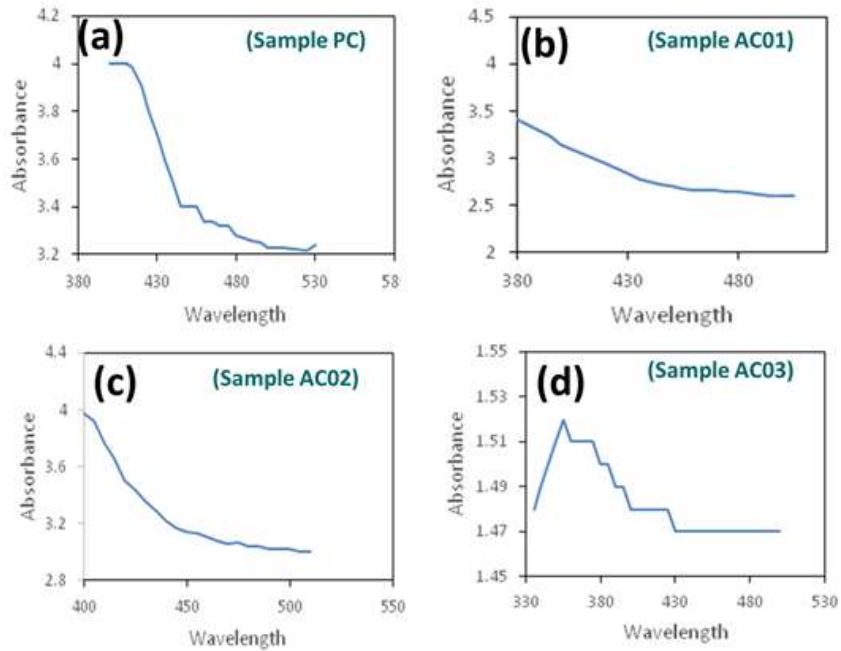 (a)
(Sample PC)
4.2
4
3.8
3.6
3.4
3.2
380
430
480
530
58
Absorbance
Wavelength
(b)
(Sample AC01)
4.5
4
3.5
3
2.5
2
380
430
480
Absorbance
Wavelength
(c)
(Sample AC02)
4.4
4
3.6
3.2
2.8
400
450
500
550
Absorbance
Wavelength
(d)
(Sample AC03)
1.55
1.53
1.51
1.49
1.47
1.45
330
380
430
480
530
Absorbance
Wavelength